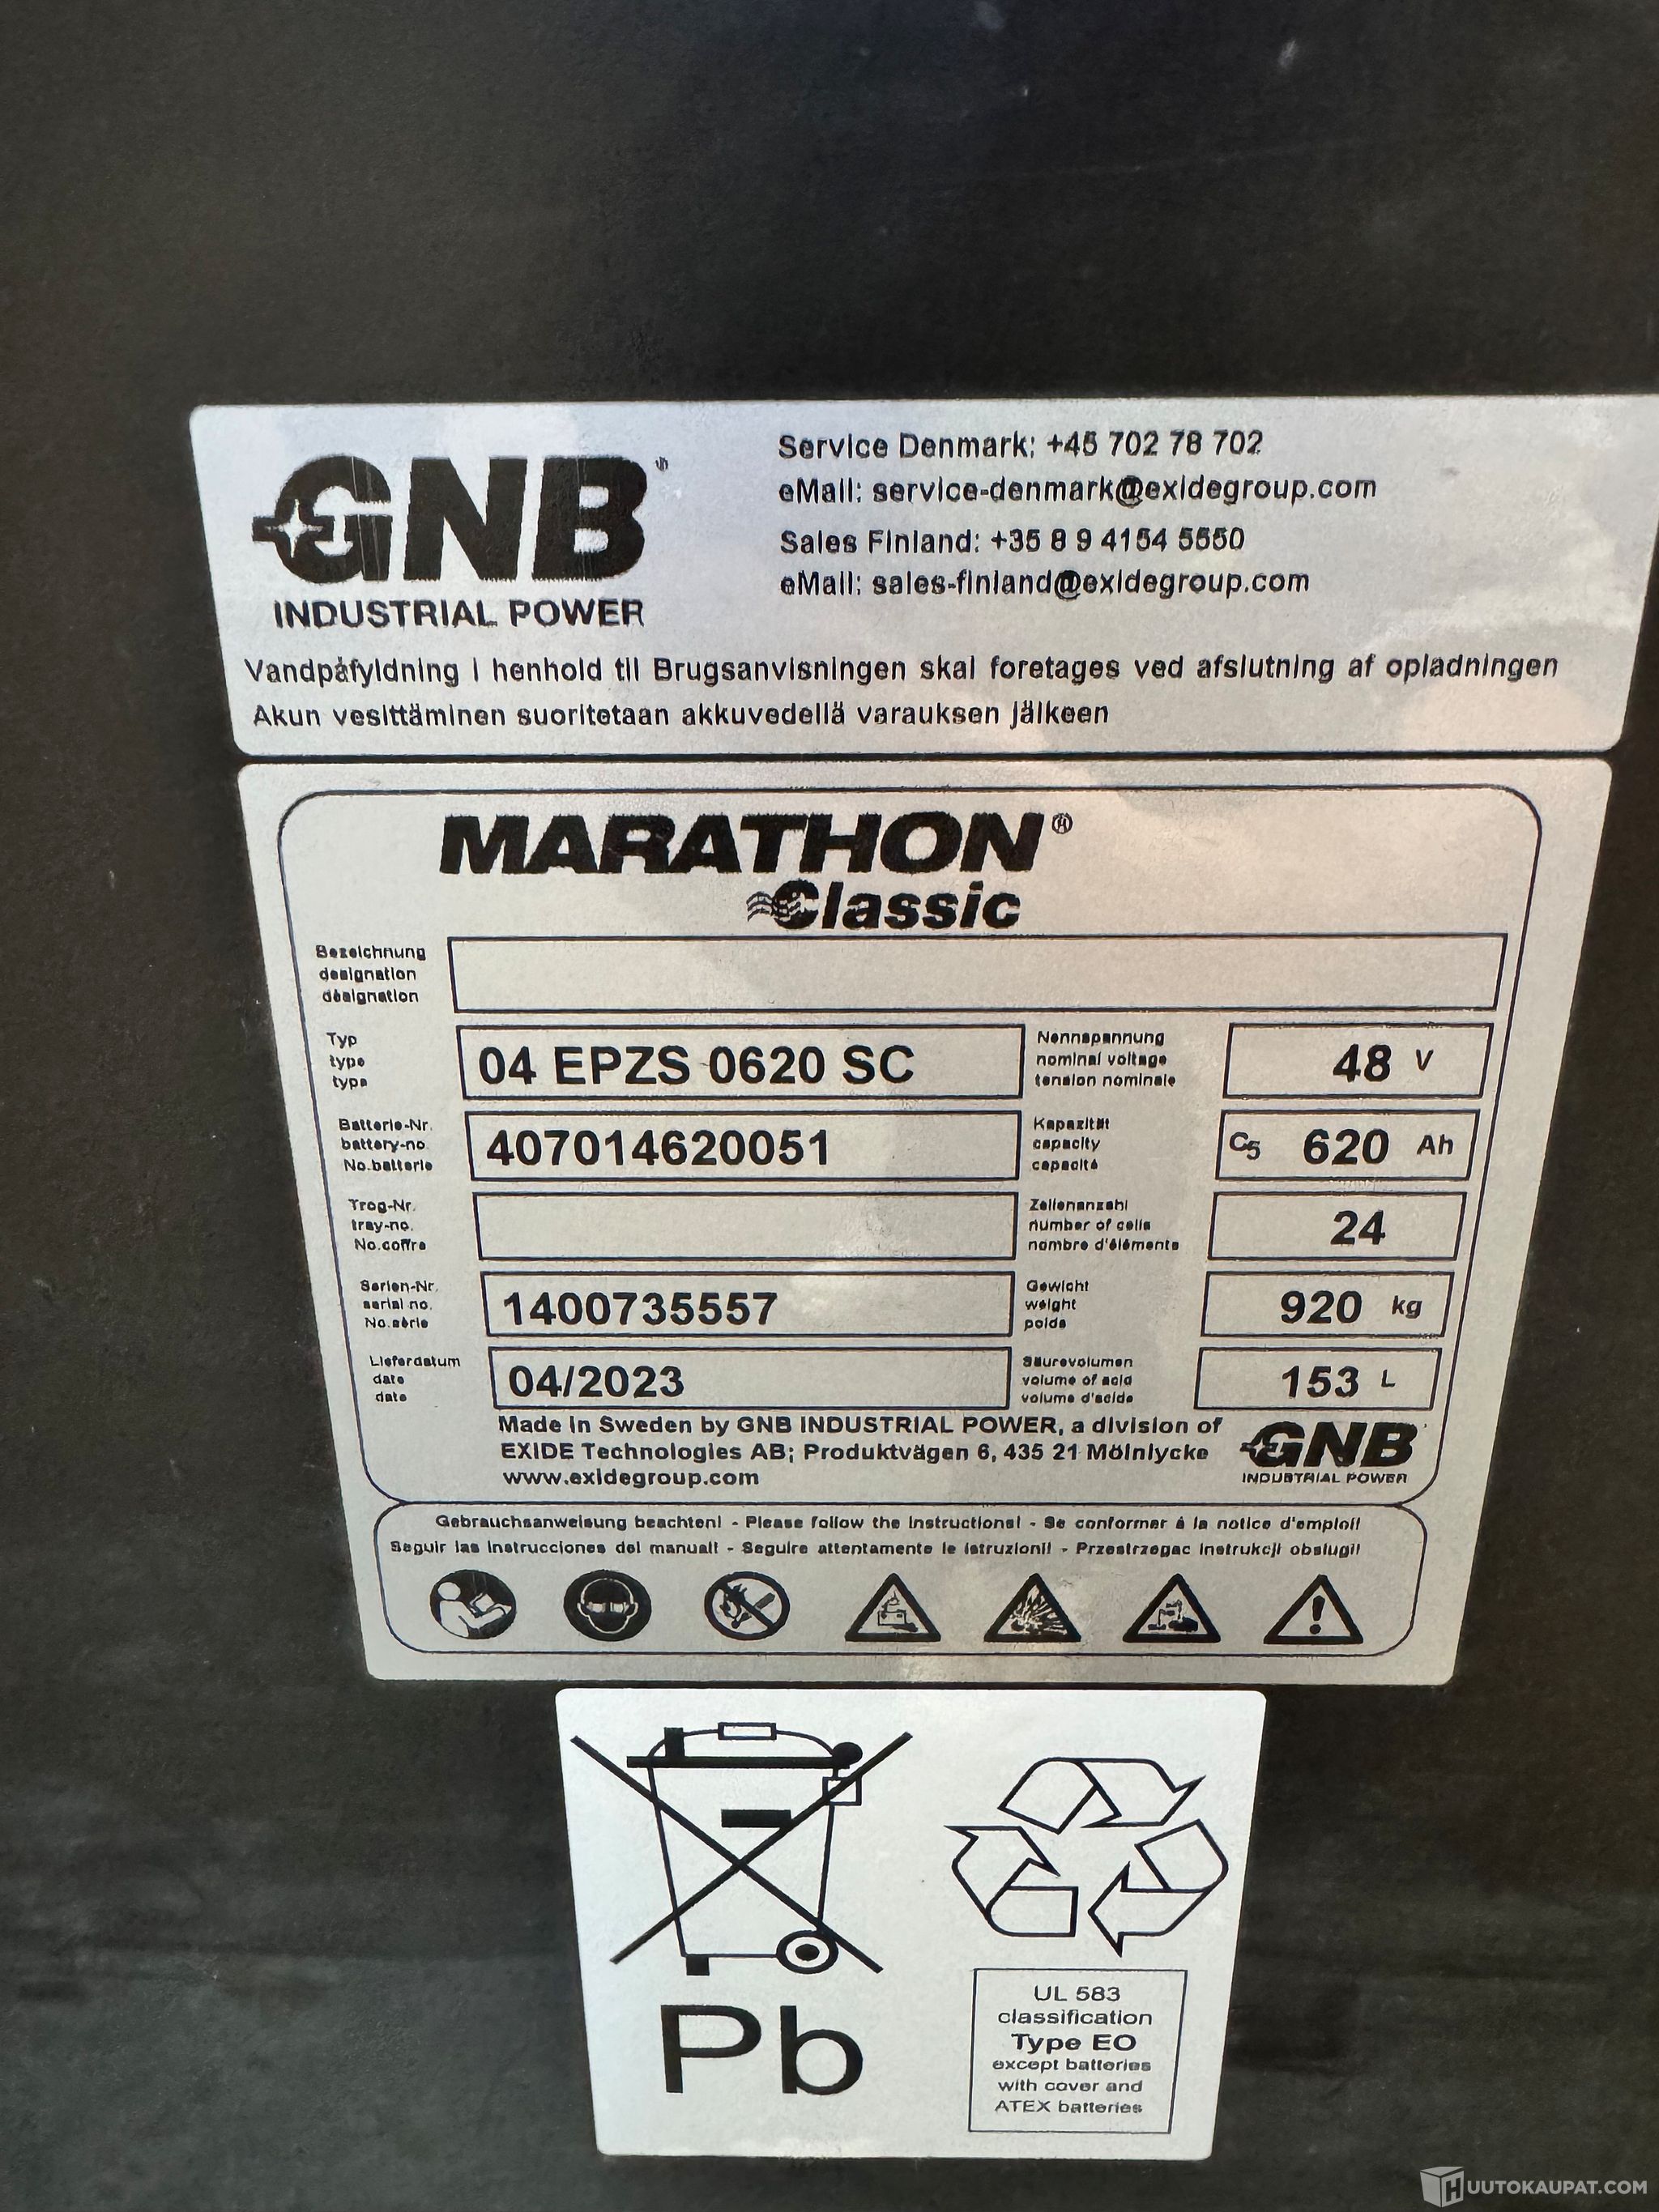 GNB®
INDUSTRIAL POWER
Service Denmark: +45 702 78 702
eMail: service-denmark@exidegroup.com
Sales Finland: +35 8 9 4154 5550
eMail: sales-finland@exidegroup.com
Vandpåfyldning i henhold til Brugsanvisningen skal foretages ved afslutning af opladningen
Akun vesittäminen suoritetaan akkuvedellä varauksen jälkeen
MARATHON®
Classic
Bezeichnung
designation
désignation
Typ
type
type
04 EPZS 0620 SC
Nennspannung
nominal voltage
tension nominale
48 V
Batterie-Nr.
battery-no.
No.batterie
407014620051
Kapazität
capacity
capacité
C5 620 Ah
Trog-Nr.
tray-no.
No.coffre
Zellenanzahl
number of cells
nombre d'éléments
24
Serien-Nr.
serial no.
No.série
1400735557
Gewicht
weight
poids
920 kg
Lieferdatum
date
date
04/2023
Säurevolumen
volume of acid
volume d'acide
153 L
Made in Sweden by GNB INDUSTRIAL POWER, a division of
EXIDE Technologies AB; Produktvägen 6, 435 21 Mölnlycke
www.exidegroup.com
GNB
INDUSTRIAL POWER
Gebrauchsanweisung beachten! - Please follow the instructions! - Se conformer à la notice d'emploi!
Seguir las instrucciones del manual! - Seguire attentamente le istruzioni! - Przestrzegac instrukcji obslugi!
Pb
UL 583
classification
Type EO
except batteries
with cover and
ATEX batteries
HUUTOKAUPAT.COM